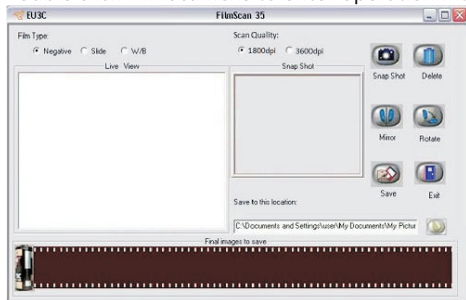 EU3C FilmScan 35
Film Type: Scan Quality:
Negative Slide W/B 1800dpi 3600dpi
Live View Snap Shot
Snap Shot Delete
Mirror Rotate
Save Exit
Save to this location:
C:\Documents and Settings\user\My Documents\My Pictur
Final images to save